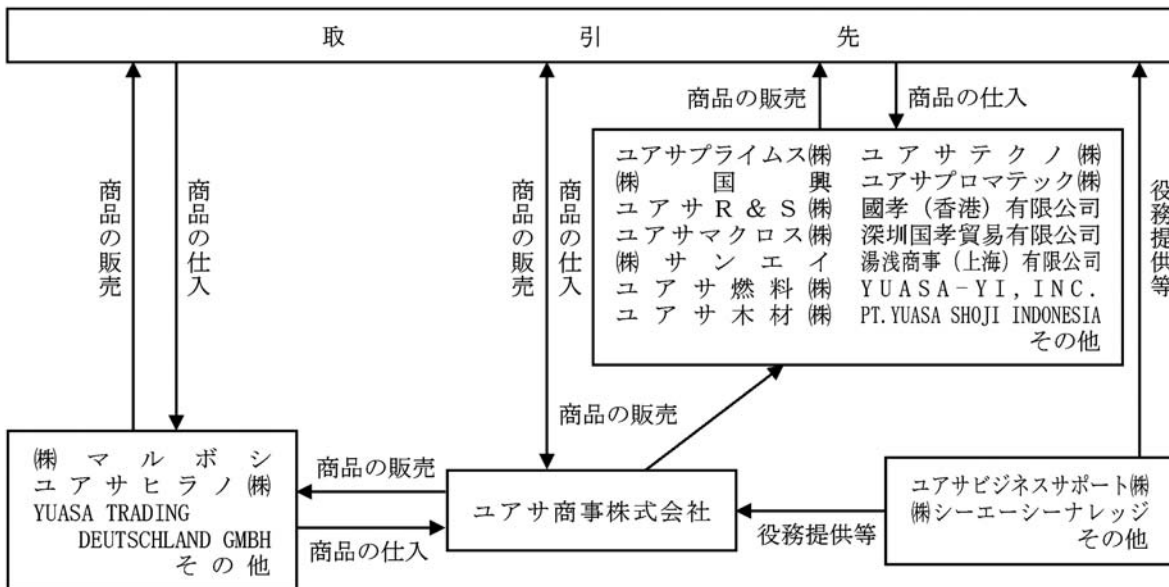 取引先
商品の販売
商品の仕入
商品の販売
商品の仕入
商品の販売
商品の仕入
役務提供等
ユアサプライムス㈱ ユアサテクノ㈱
㈱国興 ユアサプロマテック㈱
ユアサR&S㈱ 國孝(香港)有限公司
ユアサマクロス㈱ 深圳国孝貿易有限公司
㈱サンエイ 湯浅商事(上海)有限公司
ユアサ燃料㈱ YUASA-YI, INC.
ユアサ木材㈱ PT. YUASA SHOJI INDONESIA
その他
商品の販売
㈱マルボシ
ユアサヒラノ㈱
YUASA TRADING
DEUTSCHLAND GMBH
その他
商品の販売
商品の仕入
ユアサ商事株式会社
役務提供等
ユアサビジネスサポート㈱
㈱シーエーシーナレッジ
その他